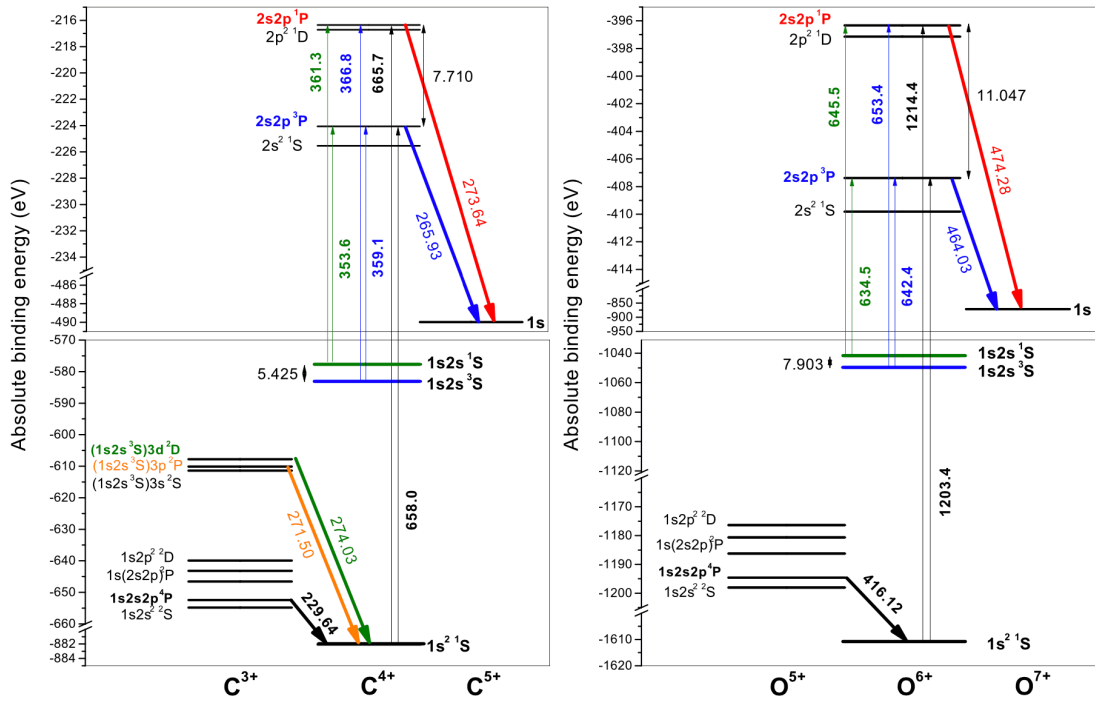 Absolute binding energy (eV)
-216
-218
-220
-222
-224
-226
-228
-230
-232
-234
-486
-488
-490
-570
-580
-590
-600
-610
-620
-630
-640
-650
-660
-882
-884
2s2p ¹P
2p² ¹D
2s2p ³P
2s² ¹S
361.3
366.8
665.7
7.710
273.64
265.93
353.6
359.1
1s
1s2s ¹S
1s2s ³S
5.425
(1s2s ³S)3d ²D
(1s2s ³S)3p ²P
(1s2s ³S)3s ²S
271.50
274.03
658.0
1s2p² ²D
1s(2s2p)²P
1s2s2p ⁴P
1s2s² ²S
229.64
1s² ¹S
C³⁺
C⁴⁺
C⁵⁺
Absolute binding energy (eV)
-396
-398
-400
-402
-404
-406
-408
-410
-412
-414
-850
-900
-950
-1040
-1050
-1060
-1070
-1080
-1090
-1100
-1110
-1120
-1170
-1180
-1190
-1200
-1610
-1620
2s2p ¹P
2p² ¹D
2s2p ³P
2s² ¹S
645.5
653.4
1214.4
11.047
474.28
464.03
634.5
642.4
1s
1s2s ¹S
1s2s ³S
7.903
1203.4
1s2p² ²D
1s(2s2p)²P
1s2s2p ⁴P
1s2s² ²S
416.12
1s² ¹S
O⁵⁺
O⁶⁺
O⁷⁺